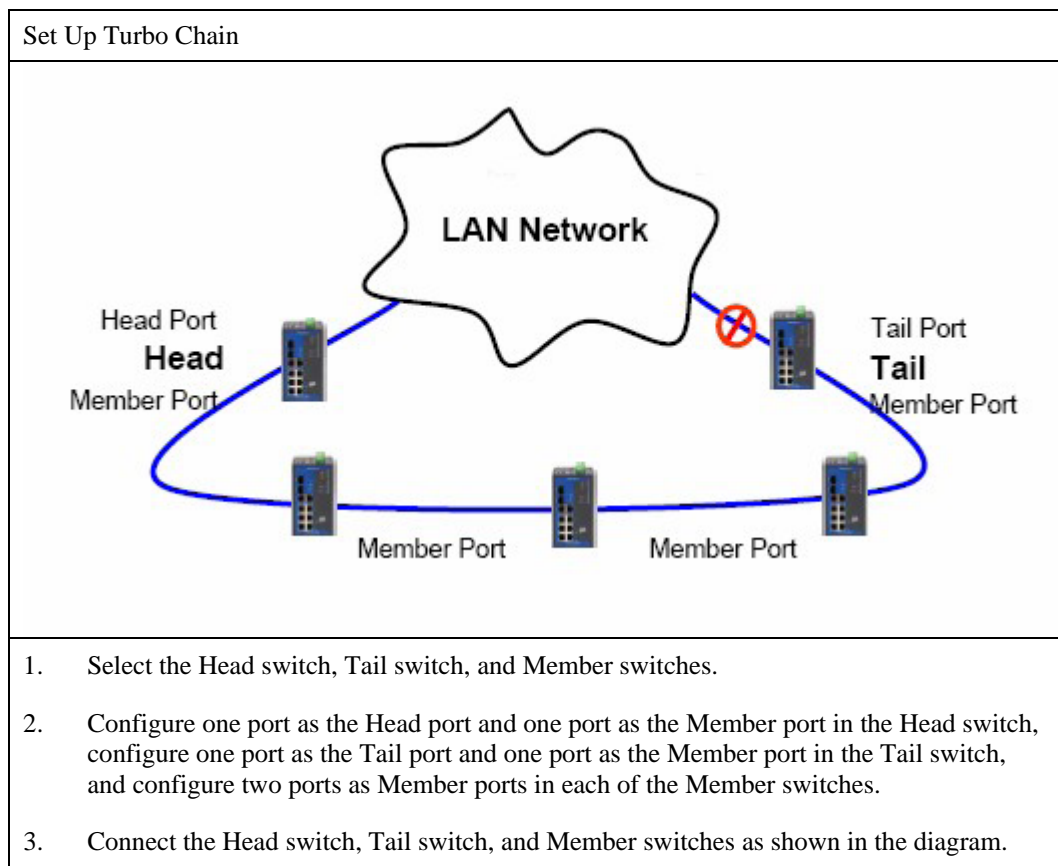 Set Up Turbo Chain
LAN Network
Head Port
Head
Member Port
Tail Port
Tail
Member Port
Member Port
Member Port
1. Select the Head switch, Tail switch, and Member switches.
2. Configure one port as the Head port and one port as the Member port in the Head switch,
configure one port as the Tail port and one port as the Member port in the Tail switch,
and configure two ports as Member ports in each of the Member switches.
3. Connect the Head switch, Tail switch, and Member switches as shown in the diagram.